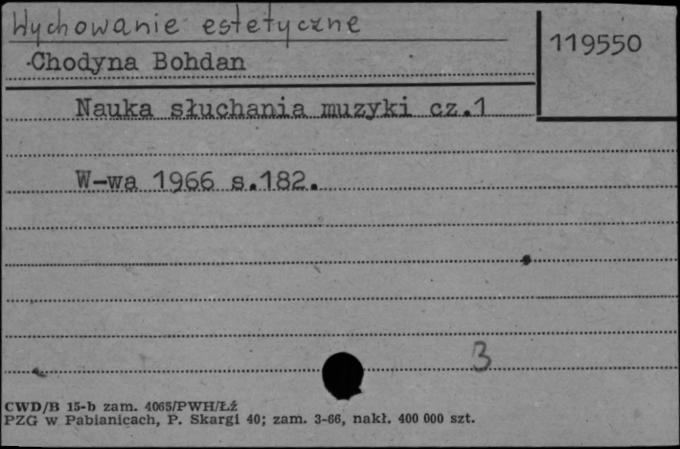 Wychowanie estetyczne
119550
Chodyna Bohdan
Nauka słuchania muzyki cz.1
W-wa 1966 s.182.
3
CWD/B 15-b zam. 4065/PWH/Łź
PZG w Pabianicach, P. Skargi 40; zam. 3-66, nakł. 400 000 szt.